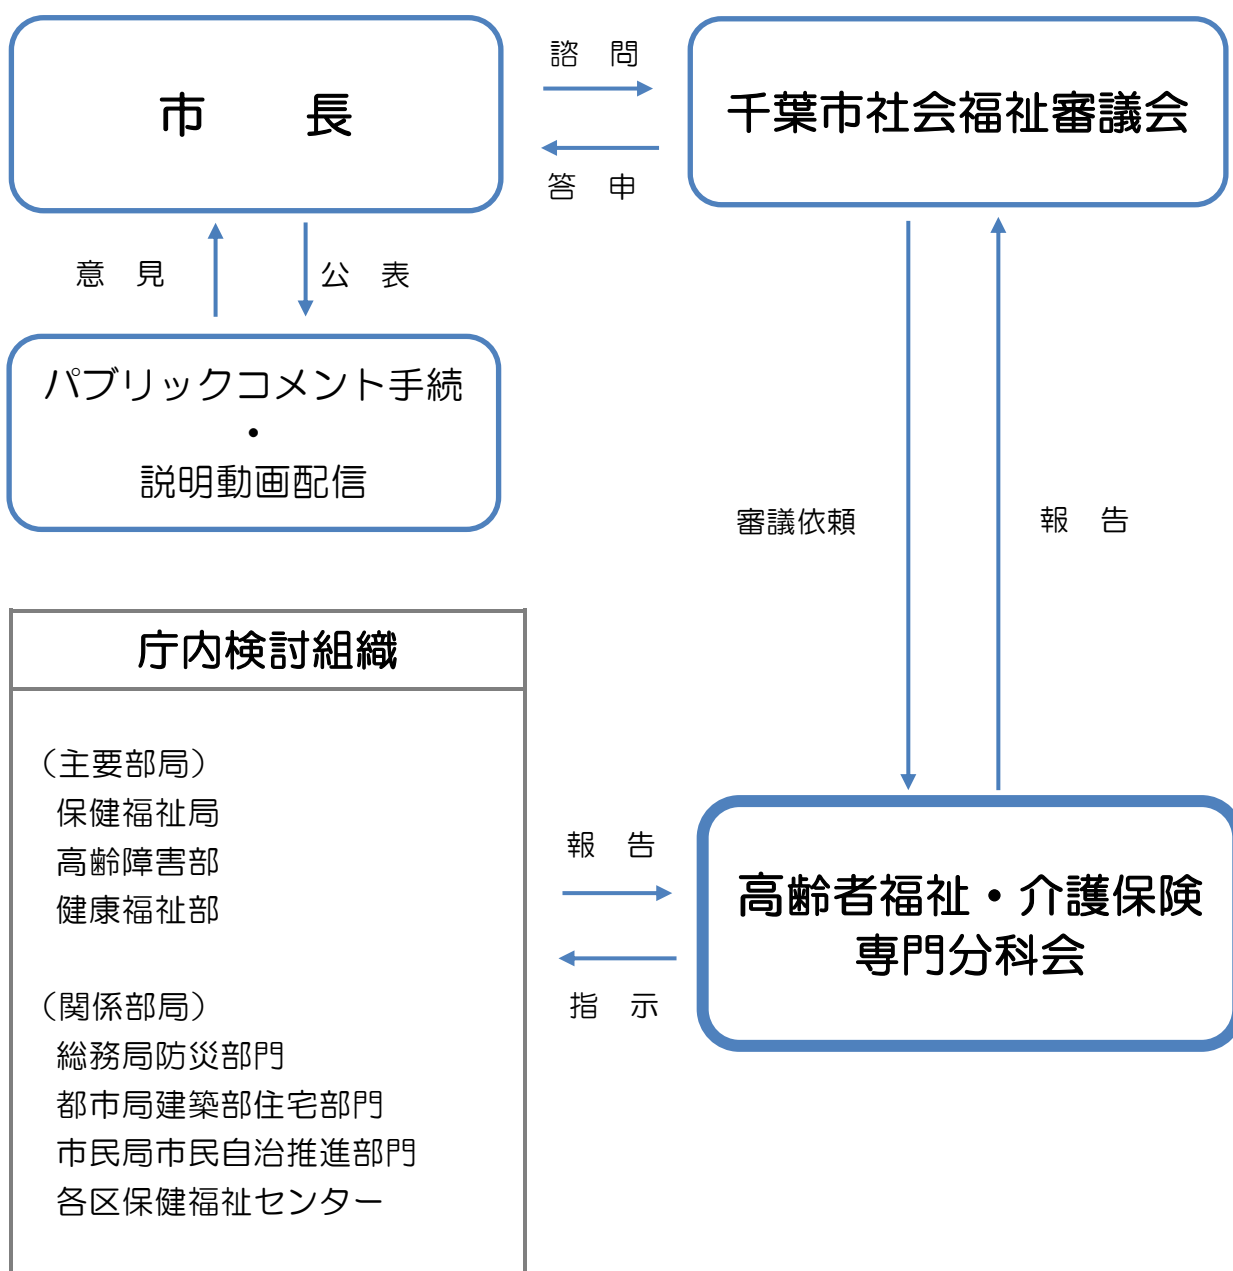 市　長
諮　問
答　申
千葉市社会福祉審議会
意　見
公　表
パブリックコメント手続
・
説明動画配信
審議依頼
報　告
庁内検討組織
（主要部局）
保健福祉局
高齢障害部
健康福祉部
（関係部局）
総務局防災部門
都市局建築部住宅部門
市民局市民自治推進部門
各区保健福祉センター
報　告
指　示
高齢者福祉・介護保険
専門分科会